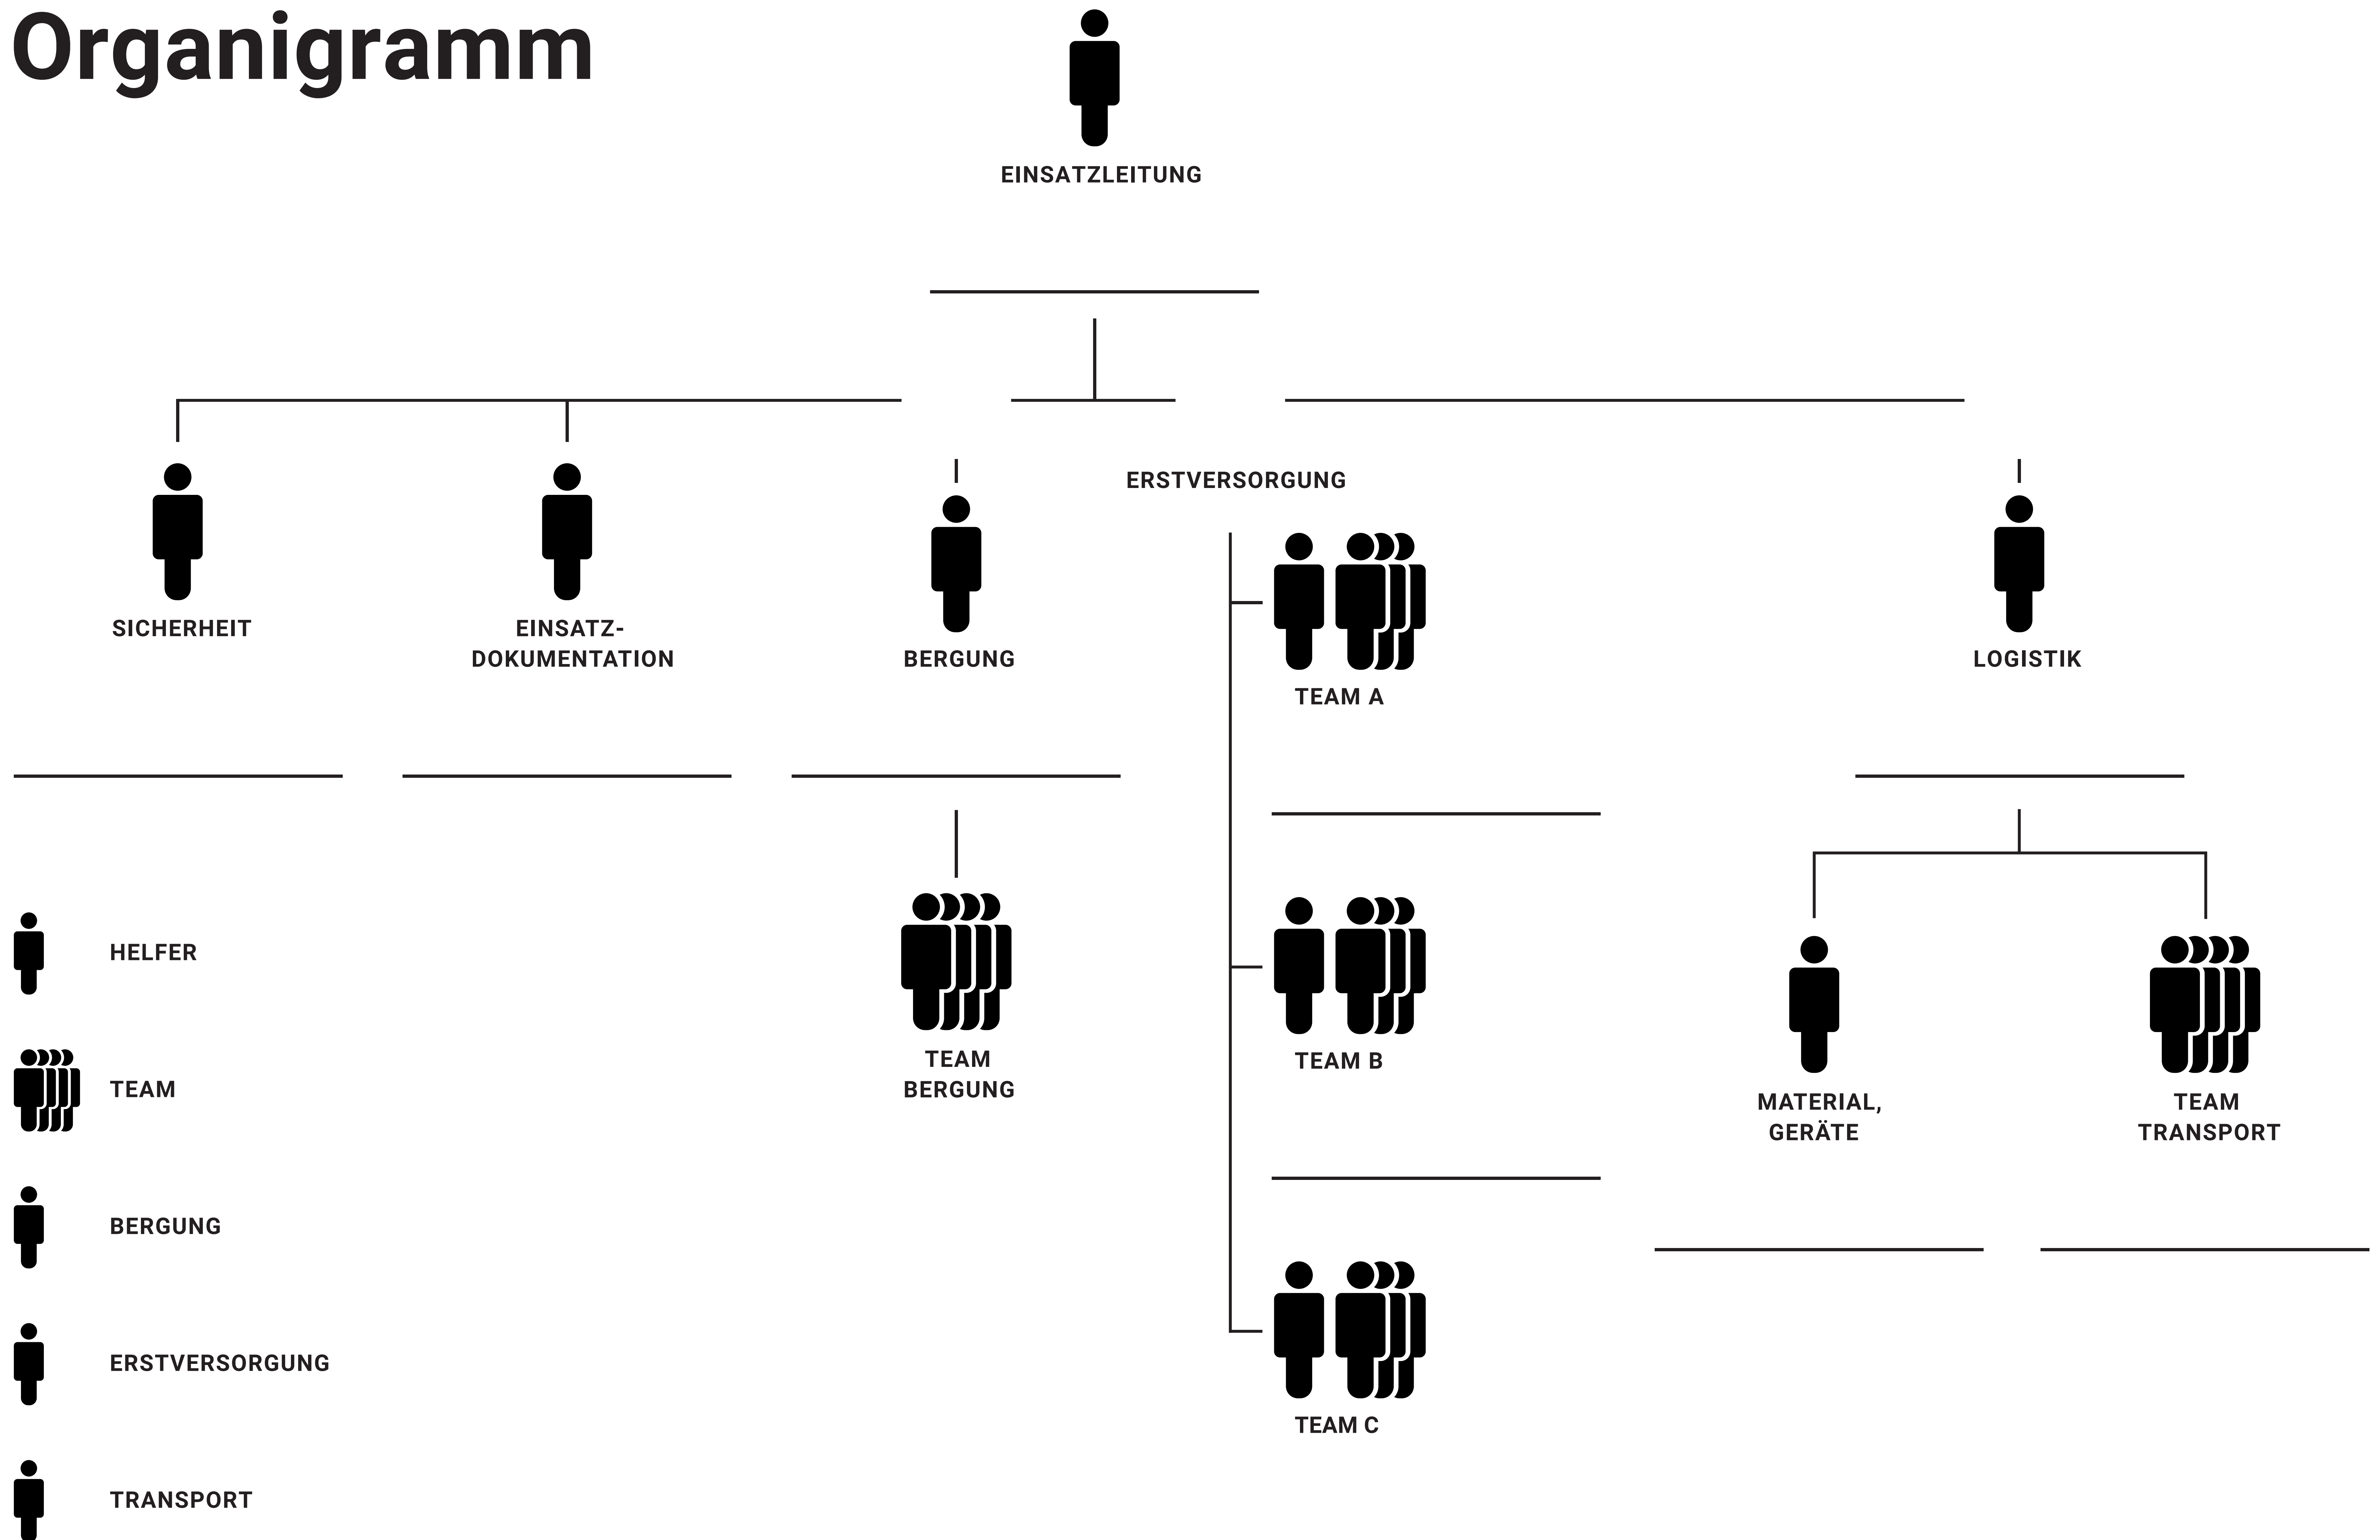 Organigramm
EINSATZLEITUNG
SICHERHEIT
EINSATZ-
DOKUMENTATION
BERGUNG
ERSTVERSORGUNG
TEAM A
LOGISTIK
TEAM
BERGUNG
TEAM B
TEAM C
MATERIAL,
GERÄTE
TEAM
TRANSPORT
HELFER
TEAM
BERGUNG
ERSTVERSORGUNG
TRANSPORT